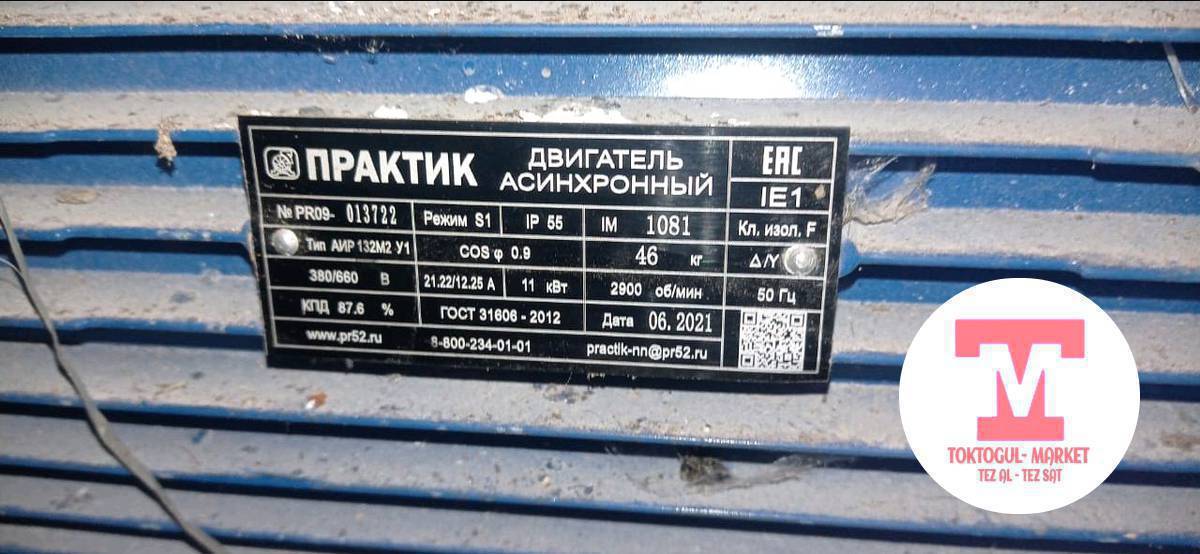 ПРАКТИК
ДВИГАТЕЛЬ
АСИНХРОННЫЙ
EAC
IE1
№ PR09- 013722
Режим S1
IP 55
IM 1081
Кл. изол. F
Тип АИР 132М2 У1
COS φ 0.9
46 кг
Δ/Y
380/660 В
21.22/12.25 А
11 кВт
2900 об/мин
50 Гц
КПД 87.6 %
ГОСТ 31606 - 2012
Дата 06.2021
www.pr52.ru
8-800-234-01-01
practik-nn@pr52.ru
TOKTOGUL- MARKET
TEZ AL - TEZ SAT